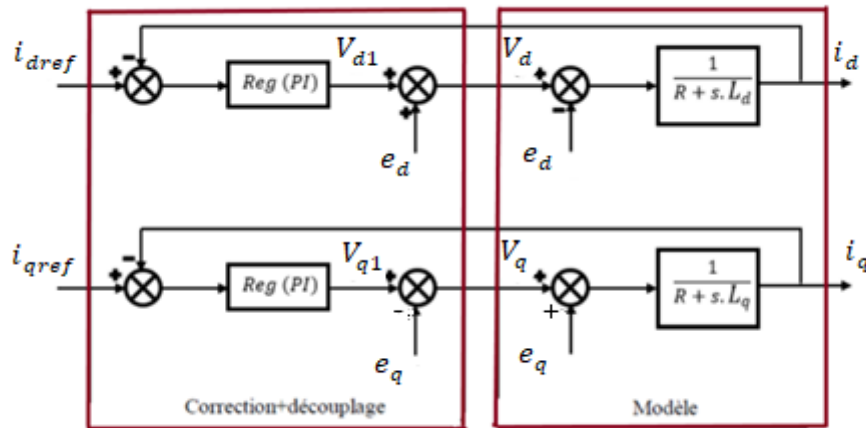 i_dref
Reg (PI)
V_d1
e_d
V_d
e_d
1
R + s.L_d
i_d
i_qref
Reg (PI)
V_q1
e_q
V_q
e_q
1
R + s.L_q
i_q
Correction+découplage
Modèle